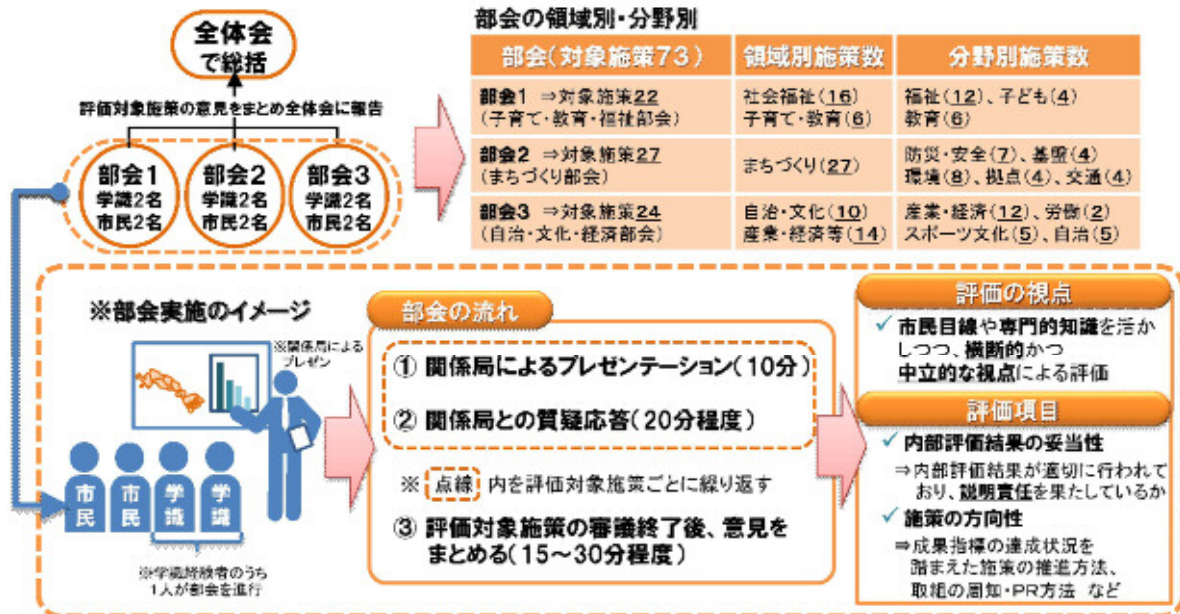 全体会
で総括
評価対象施策の意見をまとめ全体会に報告
部会1
学識2名
市民2名
部会2
学識2名
市民2名
部会3
学識2名
市民2名
部会の領域別・分野別
部会(対象施策73)
領域別施策数
分野別施策数
部会1 ⇒対象施策22
(子育て・教育・福祉部会)
社会福祉(16)
子育て・教育(6)
福祉(12)、子ども(4)
教育(6)
部会2 ⇒対象施策27
(まちづくり部会)
まちづくり(27)
防災・安全(7)、基盤(4)
環境(8)、拠点(4)、交通(4)
部会3 ⇒対象施策24
(自治・文化・経済部会)
自治・文化(10)
産業・経済等(14)
産業・経済(12)、労働(2)
スポーツ文化(5)、自治(5)
※部会実施のイメージ
※関係局による
プレゼン
市民
市民
学識
学識
※学識経験者のうち
1人が部会を進行
部会の流れ
① 関係局によるプレゼンテーション(10分)
② 関係局との質疑応答(20分程度)
※ 点線 内を評価対象施策ごとに繰り返す
③ 評価対象施策の審議終了後、意見を
まとめる(15～30分程度)
評価の視点
✓ 市民目線や専門的知識を活か
しつつ、横断的かつ
中立的な視点による評価
評価項目
✓ 内部評価結果の妥当性
⇒内部評価結果が適切に行われて
おり、説明責任を果たしているか
✓ 施策の方向性
⇒成果指標の達成状況を
踏まえた施策の推進方法、
取組の周知・PR方法 など